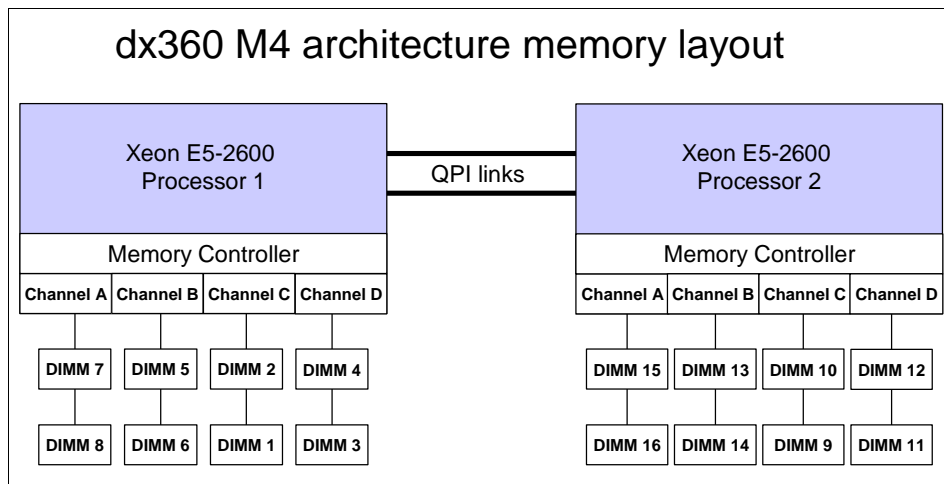 dx360 M4 architecture memory layout
Xeon E5-2600
Processor 1
QPI links
Xeon E5-2600
Processor 2
Memory Controller
Memory Controller
Channel A Channel B Channel C Channel D
Channel A Channel B Channel C Channel D
DIMM 7 DIMM 5 DIMM 2 DIMM 4
DIMM 15 DIMM 13 DIMM 10 DIMM 12
DIMM 8 DIMM 6 DIMM 1 DIMM 3
DIMM 16 DIMM 14 DIMM 9 DIMM 11